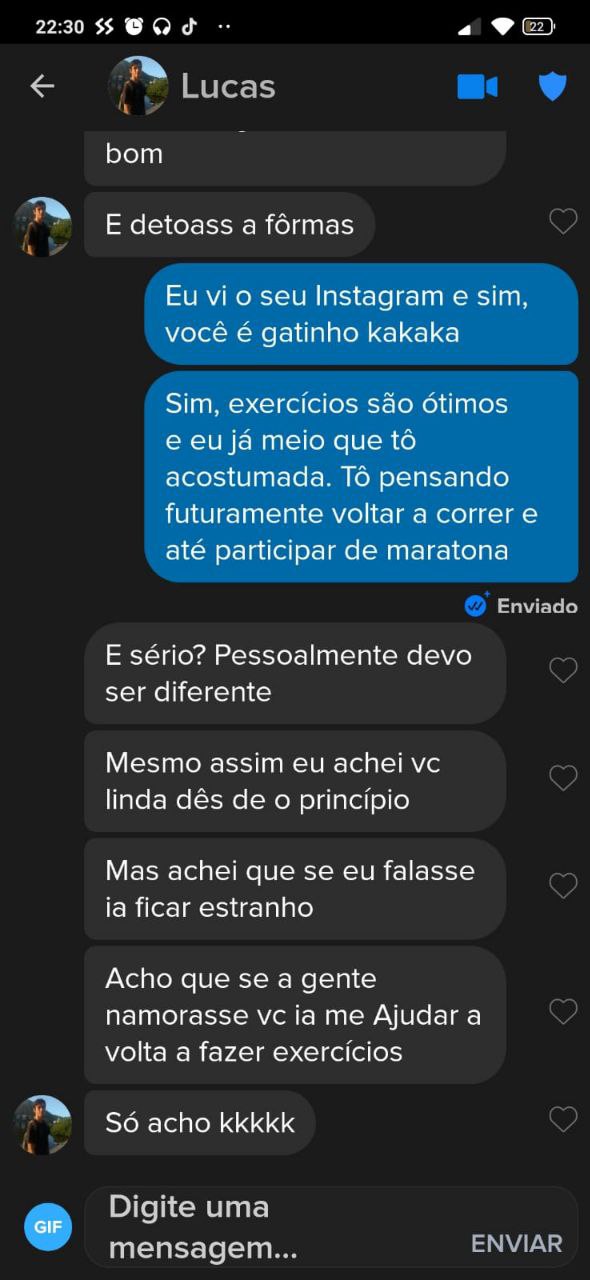 22:30
22
Lucas
bom
E detoass a fôrmas
Eu vi o seu Instagram e sim,
você é gatinho kakaka
Sim, exercícios são ótimos
e eu já meio que tô
acostumada. Tô pensando
futuramente voltar a correr e
até participar de maratona
Enviado
E sério? Pessoalmente devo
ser diferente
Mesmo assim eu achei vc
linda dês de o princípio
Mas achei que se eu falasse
ia ficar estranho
Acho que se a gente
namorasse vc ia me Ajudar a
volta a fazer exercícios
Só acho kkkkk
GIF
Digite uma
mensagem...
ENVIAR